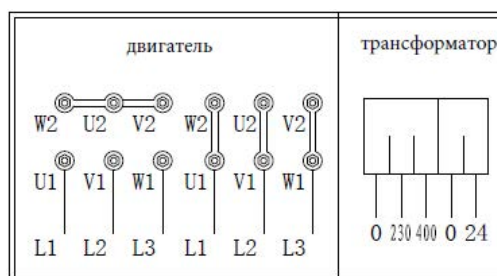 двигатель
трансформатор
W2 U2 V2 W2 U2 V2
U1 V1 W1 U1 V1 W1
L1 L2 L3 L1 L2 L3
0 230 400 0 24